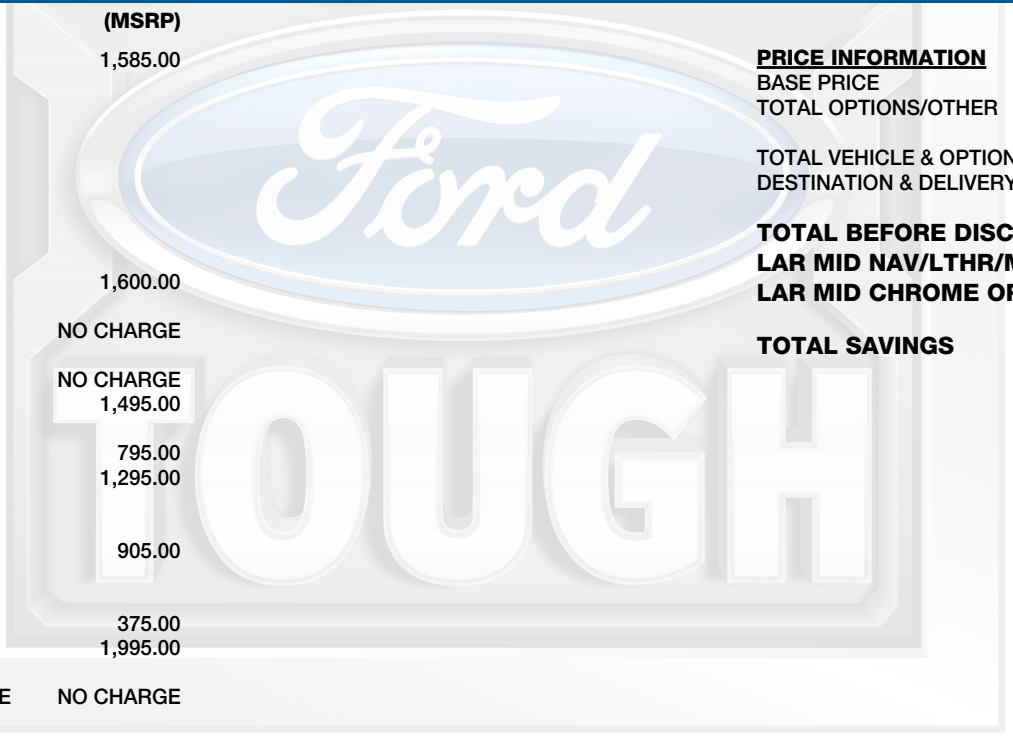 (MSRP)
1,585.00
1,600.00
NO CHARGE
NO CHARGE
1,495.00
795.00
1,295.00
905.00
375.00
1,995.00
E NO CHARGE
PRICE INFORMATION
BASE PRICE
TOTAL OPTIONS/OTHER
TOTAL VEHICLE & OPTION
DESTINATION & DELIVERY
TOTAL BEFORE DISC
LAR MID NAV/LTHR/M
LAR MID CHROME OP
TOTAL SAVINGS
Ford
TOUGH